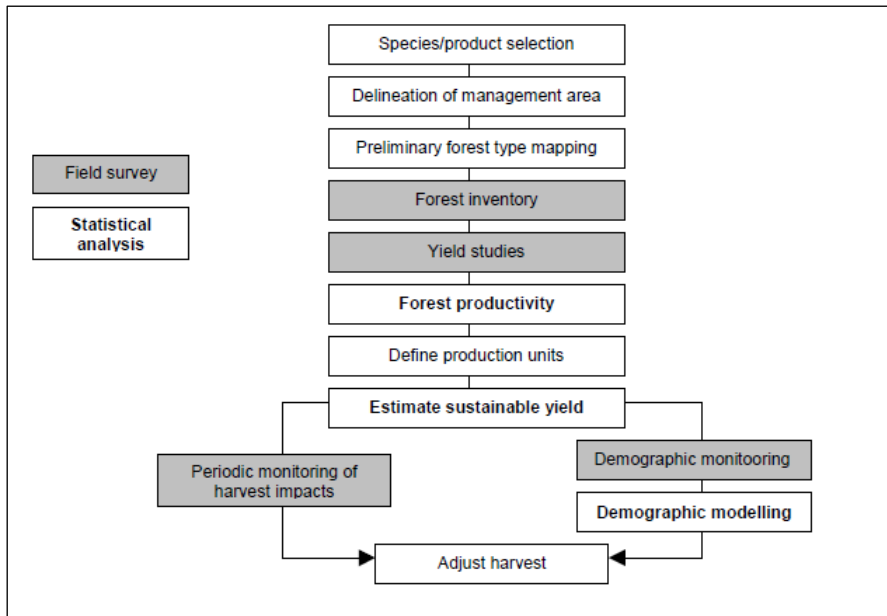 Species/product selection
Delineation of management area
Preliminary forest type mapping
Field survey
Forest inventory
Statistical
analysis
Yield studies
Forest productivity
Define production units
Estimate sustainable yield
Periodic monitoring of
harvest impacts
Demographic monitooring
Demographic modelling
Adjust harvest